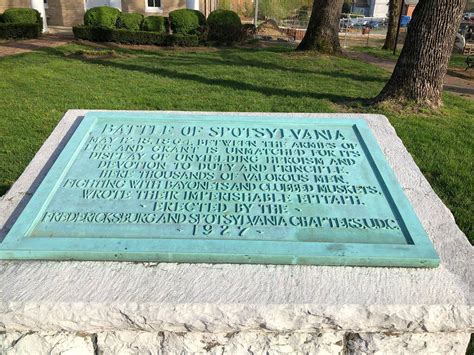 BATTLE OF SPOTSYLVANIA
MAY 8-18, 1864, BETWEEN THE ARMIES OF
LEE AND GRANT IS UNMATCHED FOR ITS
DISPLAY OF UNYIELDING HEROISM AND
DEVOTION TO DUTY AND PRINCIPLE.
HERE THOUSANDS OF VALOROUS MEN,
FIGHTING WITH BAYONETS AND CLUBBED MUSKETS,
WROTE THEIR IMPERISHABLE EPITAPH.
ERECTED BY THE
FREDERICKSBURG AND SPOTSYLVANIA CHAPTERS, U.D.C.
1927